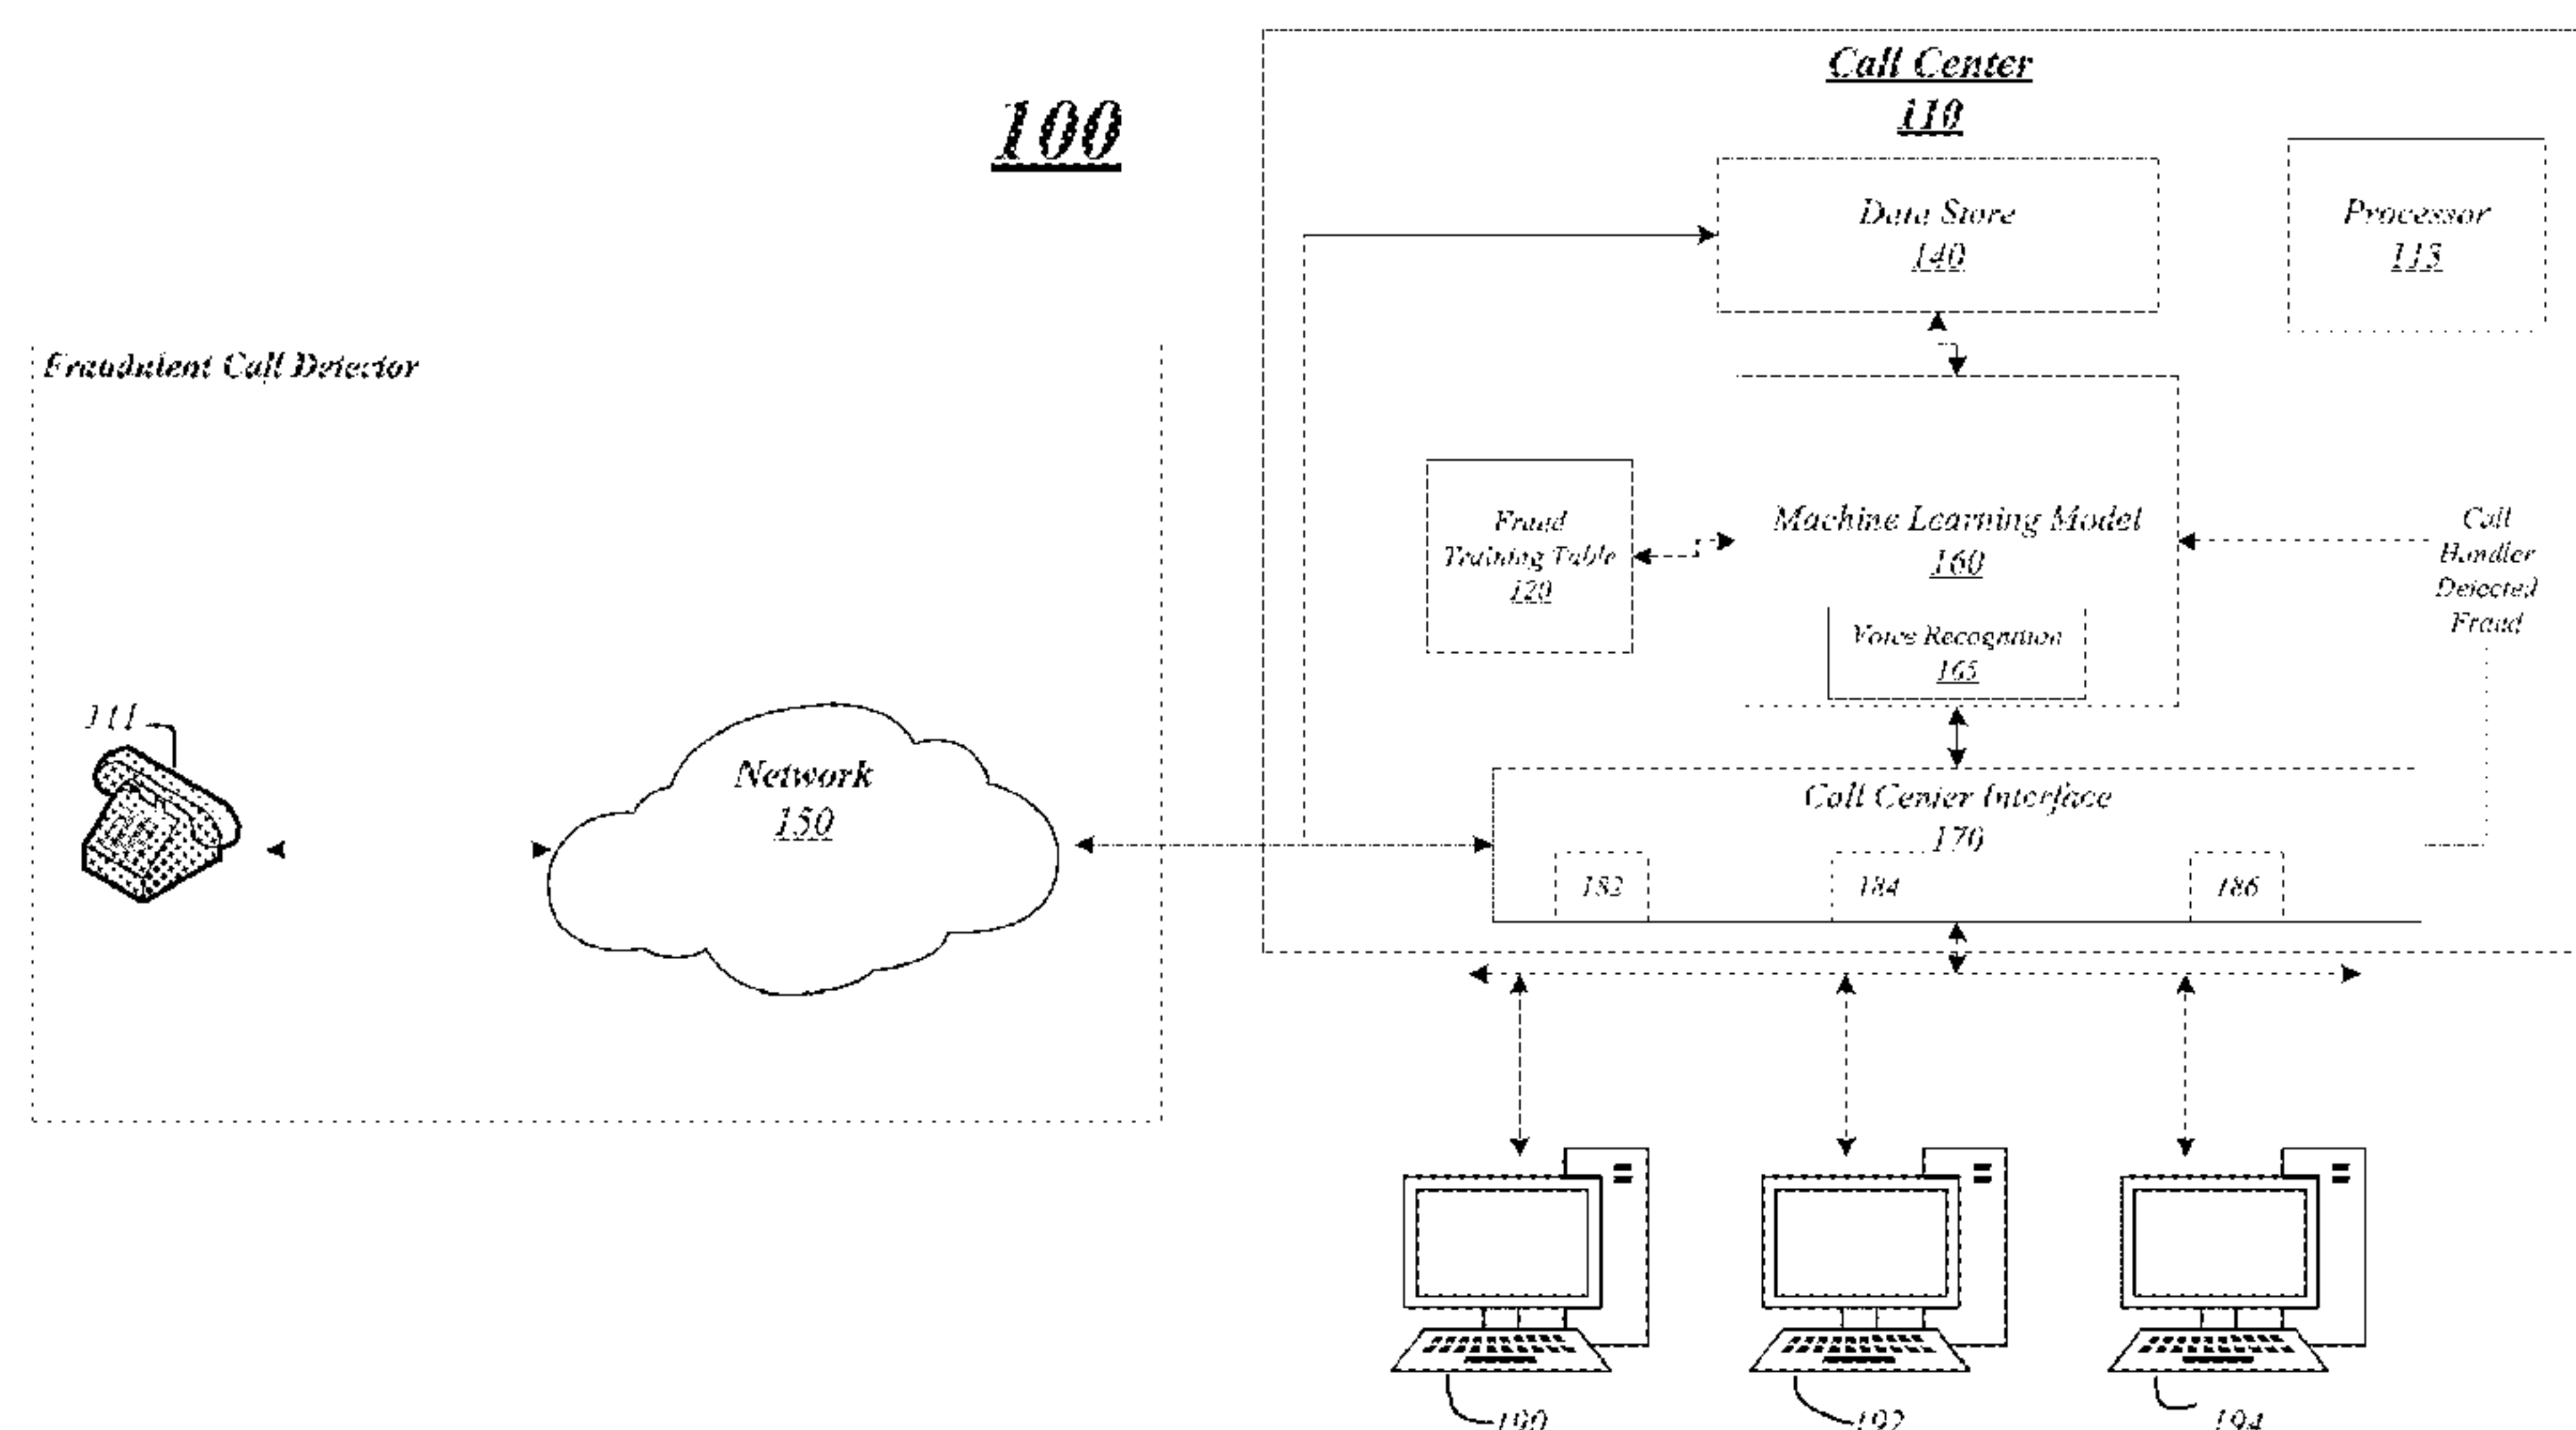 100
Call Center
110
Data Store
140
Processor
115
Fraudulent Call Detector
Fraud
Training Table
120
Machine Learning Model
160
Call
Handler
Detected
Fraud
Voice Recognition
165
111
Network
150
Call Center Interface
170
182
184
186
190
192
194